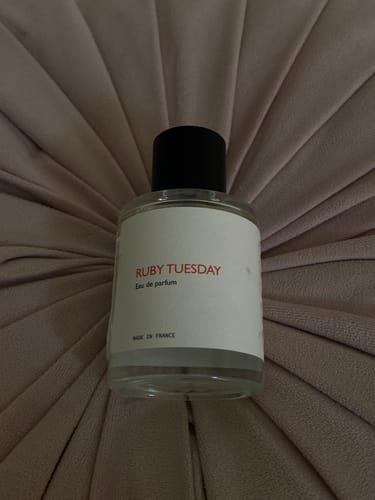 RUBY TUESDAY
Eau de parfum
MADE IN FRANCE